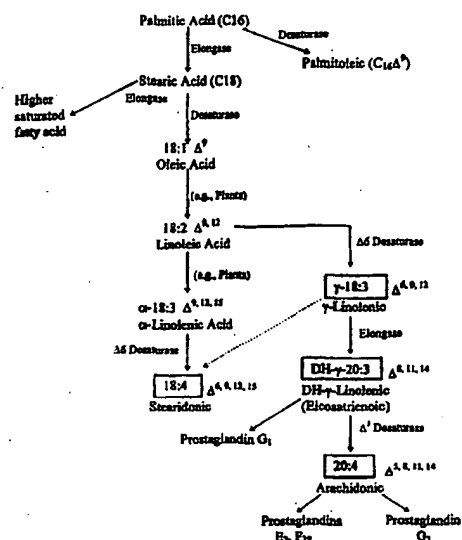 Palmitic Acid (C16)
Desaturase
Elongase
Palmitoleic (C16Δ9)
Stearic Acid (C18)
Elongase
Higher
saturated
fatty acid
Desaturase
18:1 Δ9
Oleic Acid
(e.g., Plants)
18:2 Δ9, 12
Linoleic Acid
Δ6 Desaturase
(e.g., Plants)
γ-18:3 Δ6, 9, 12
γ-Linolenic
α-18:3 Δ9, 12, 15
α-Linolenic Acid
Δ6 Desaturase
Elongase
18:4 Δ6, 9, 12, 15
Stearidonic
DH-γ-20:3 Δ8, 11, 14
DH-γ-Linolenic
(Eicosatrienoic)
Prostaglandin G1
Δ5 Desaturase
20:4 Δ5, 8, 11, 14
Arachidonic
Prostaglandins
Prostaglandin